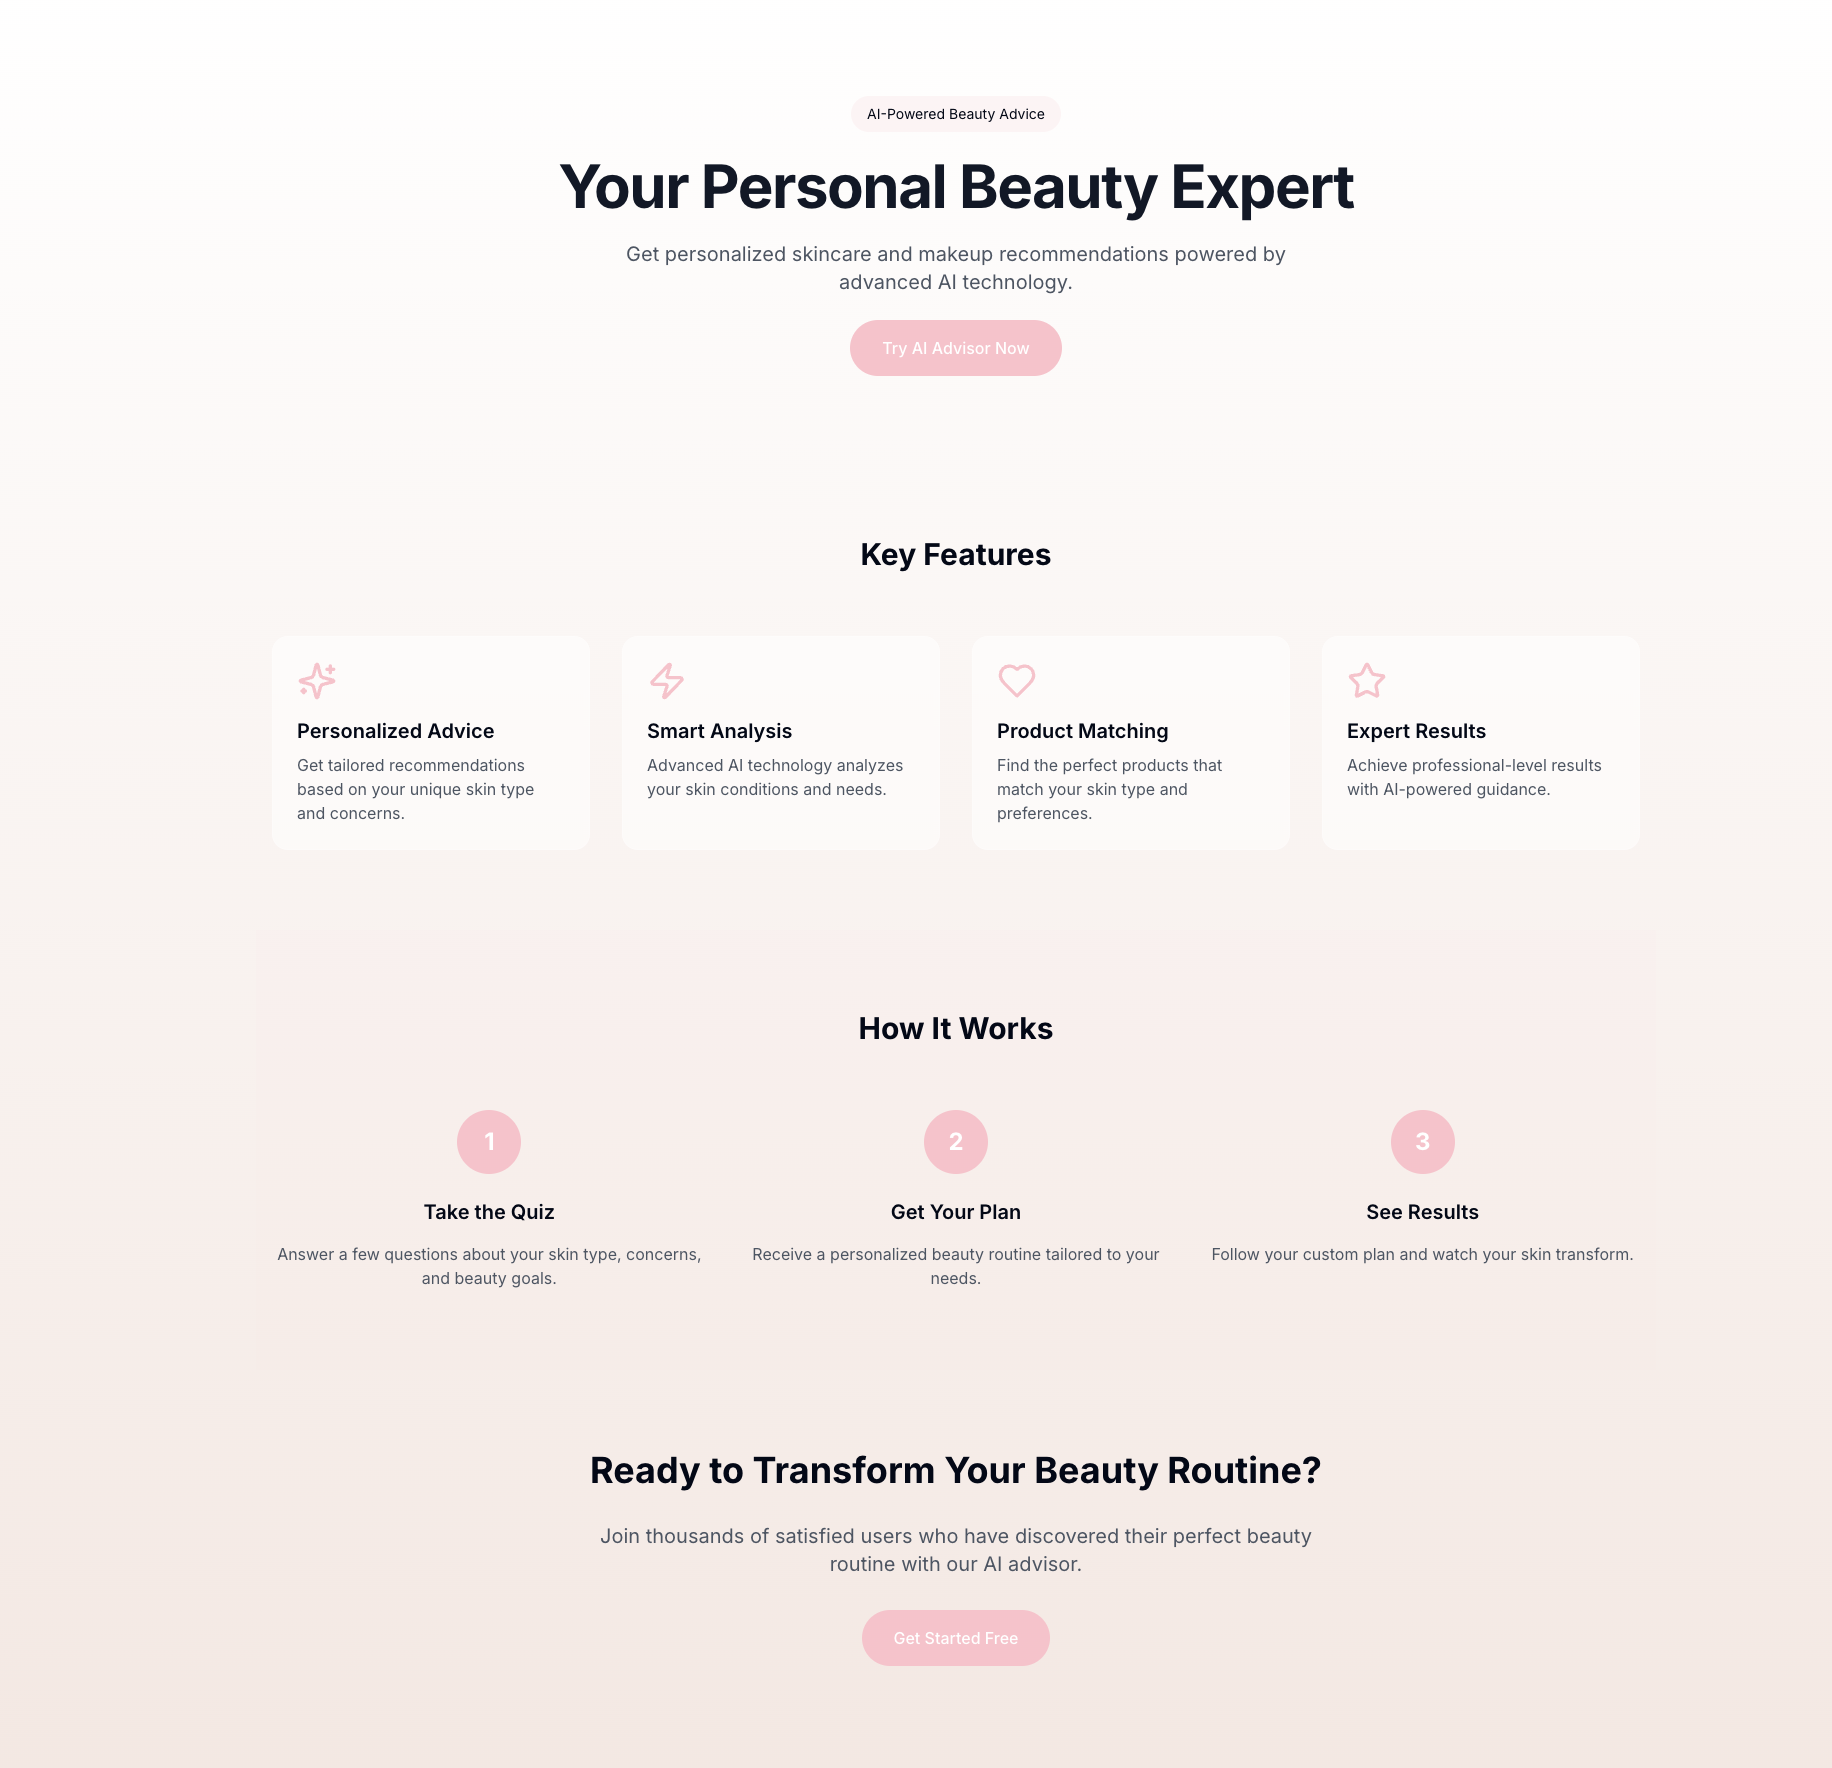 AI-Powered Beauty Advice
Your Personal Beauty Expert
Get personalized skincare and makeup recommendations powered by
advanced AI technology.
Try AI Advisor Now
Key Features
Personalized Advice
Get tailored recommendations
based on your unique skin type
and concerns.
Smart Analysis
Advanced AI technology analyzes
your skin conditions and needs.
Product Matching
Find the perfect products that
match your skin type and
preferences.
Expert Results
Achieve professional-level results
with AI-powered guidance.
How It Works
1
Take the Quiz
Answer a few questions about your skin type, concerns,
and beauty goals.
2
Get Your Plan
Receive a personalized beauty routine tailored to your
needs.
3
See Results
Follow your custom plan and watch your skin transform.
Ready to Transform Your Beauty Routine?
Join thousands of satisfied users who have discovered their perfect beauty
routine with our AI advisor.
Get Started Free